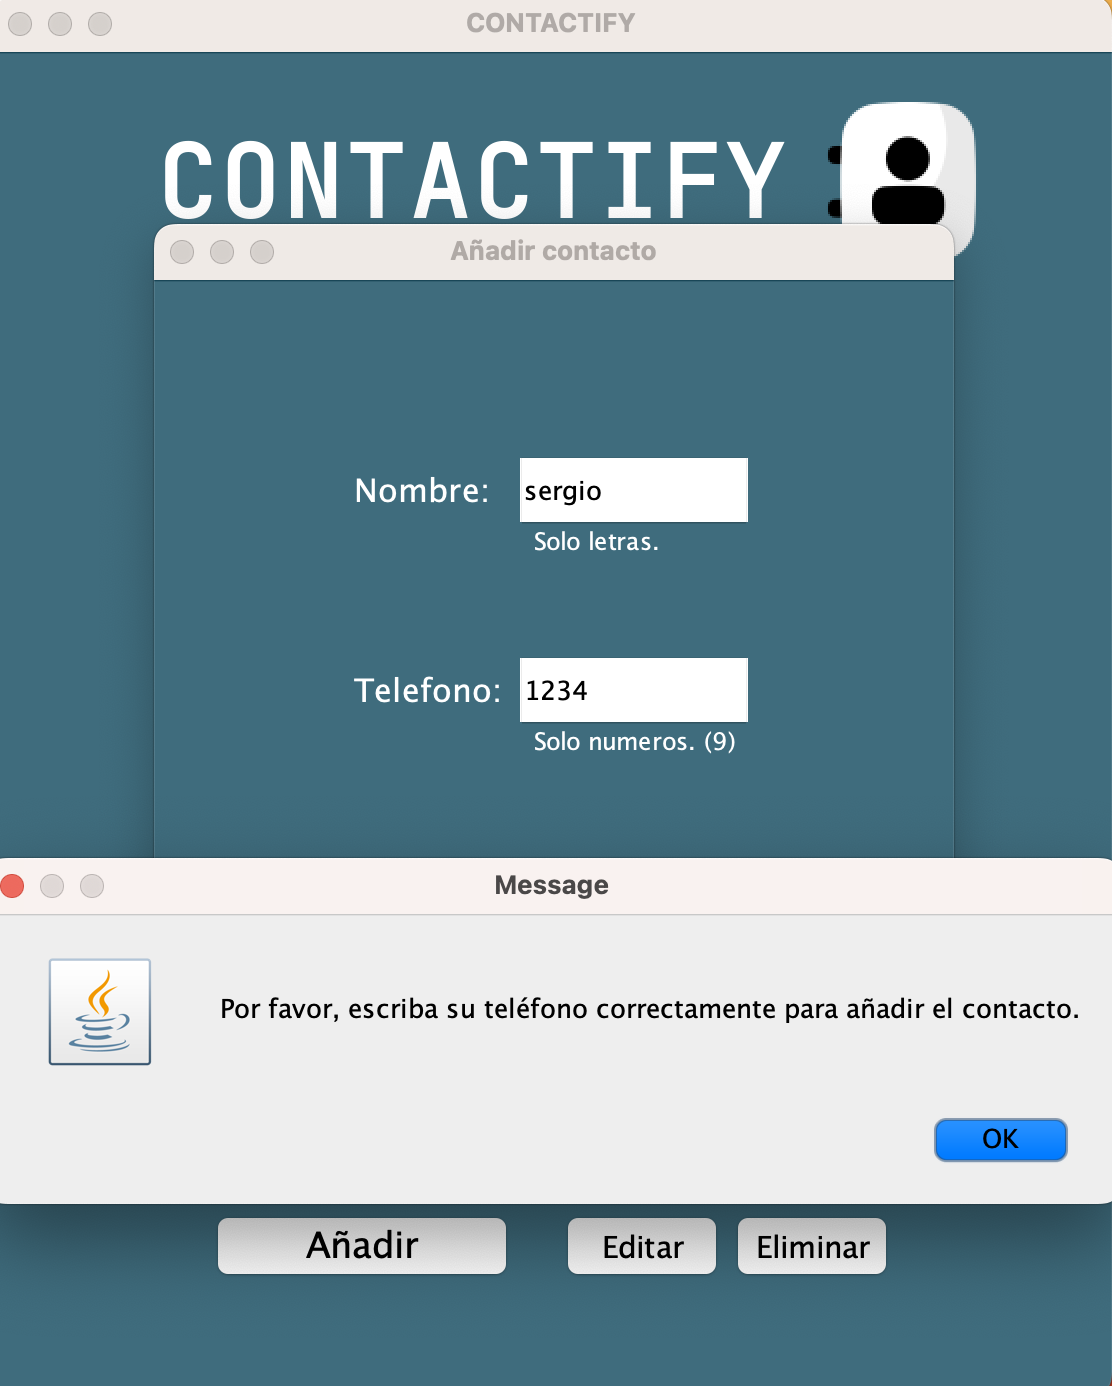 CONTACTIFY
CONTACTIFY
Añadir contacto
Nombre: sergio
Solo letras.
Telefono: 1234
Solo numeros. (9)
Message
Por favor, escriba su teléfono correctamente para añadir el contacto.
OK
Añadir Editar Eliminar